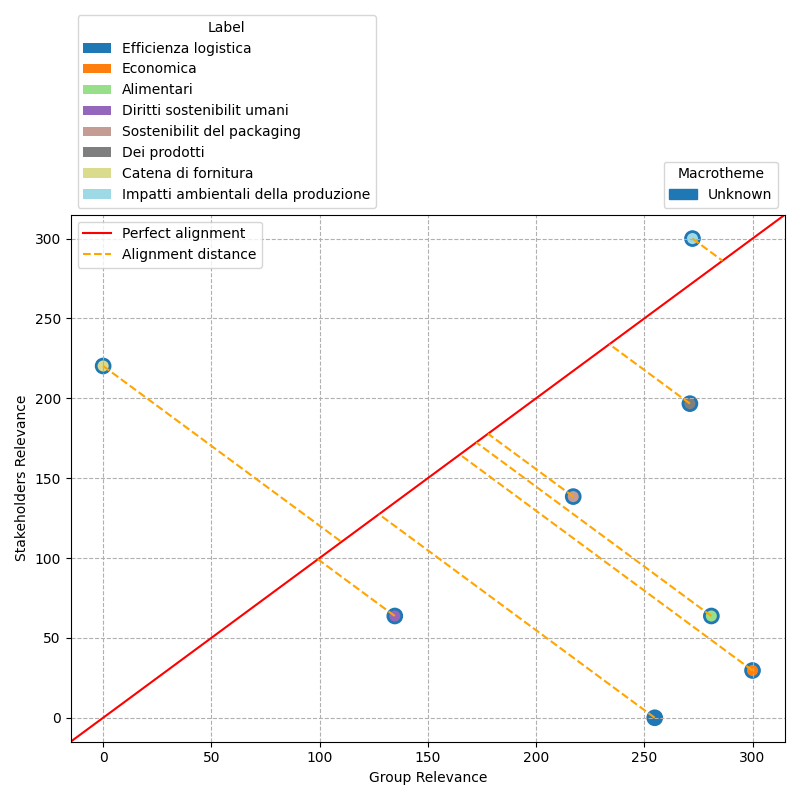 Label
Efficienza logistica
Economica
Alimentari
Diritti sostenibilit umani
Sostenibilit del packaging
Dei prodotti
Catena di fornitura
Impatti ambientali della produzione
Macrotheme
Unknown
Perfect alignment
Alignment distance
300
250
200
150
100
50
0
Stakeholders Relevance
0 50 100 150 200 250 300
Group Relevance